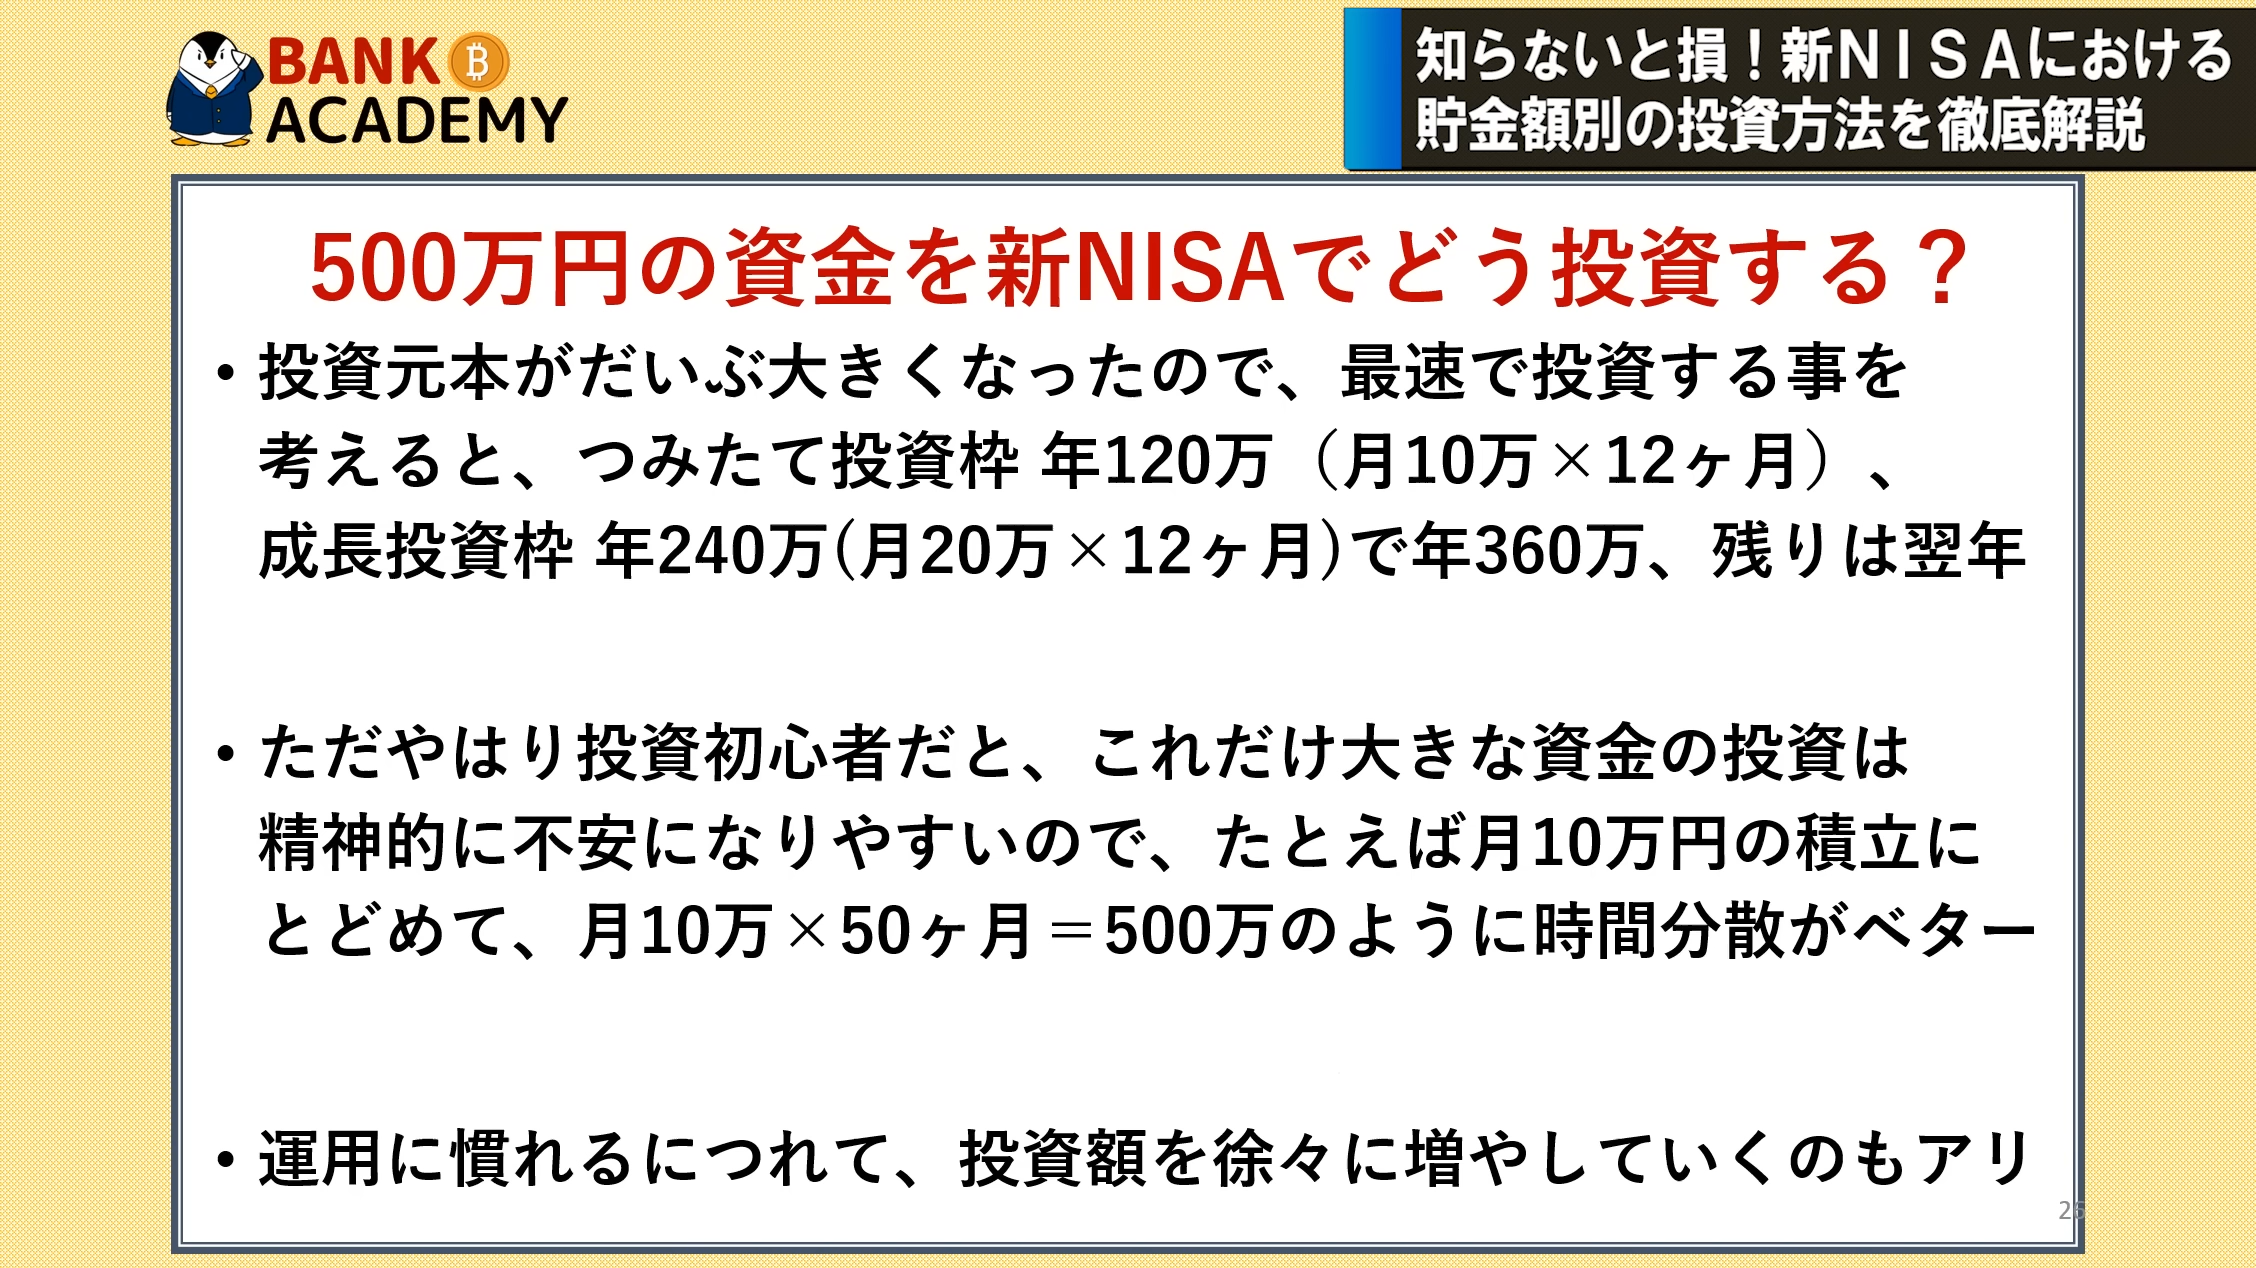 BANK
ACADEMY
知らないと損！新ＮＩＳＡにおける
貯金額別の投資方法を徹底解説
500万円の資金を新NISAでどう投資する？
・投資元本がだいぶ大きくなったので、最速で投資する事を
考えると、つみたて投資枠 年120万（月10万×12ヶ月）、
成長投資枠 年240万(月20万×12ヶ月)で年360万、残りは翌年
・ただやはり投資初心者だと、これだけ大きな資金の投資は
精神的に不安になりやすいので、たとえば月10万円の積立に
とどめて、月10万×50ヶ月＝500万のように時間分散がベター
・運用に慣れるにつれて、投資額を徐々に増やしていくのもアリ
26